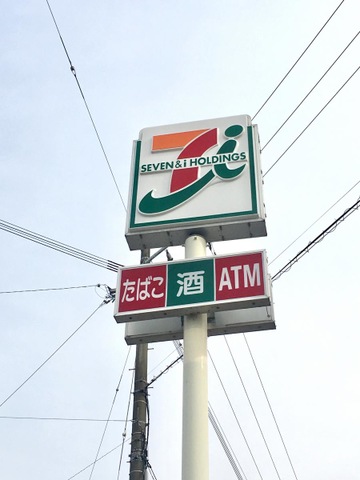 SEVEN & i HOLDINGS
たばこ 酒 ATM